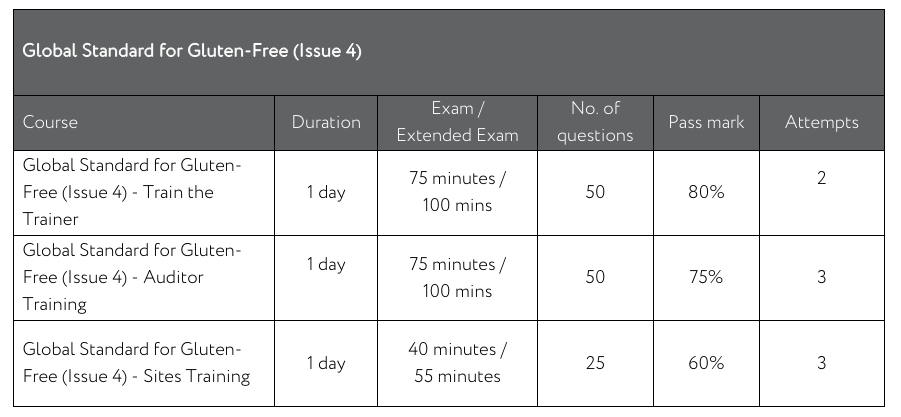 Global Standard for Gluten-Free (Issue 4)
Course
Duration
Exam /
Extended Exam
No. of
questions
Pass mark
Attempts
Global Standard for Gluten-
Free (Issue 4) - Train the
Trainer
1 day
75 minutes /
100 mins
50
80%
2
Global Standard for Gluten-
Free (Issue 4) - Auditor
Training
1 day
75 minutes /
100 mins
50
75%
3
Global Standard for Gluten-
Free (Issue 4) - Sites Training
1 day
40 minutes /
55 minutes
25
60%
3